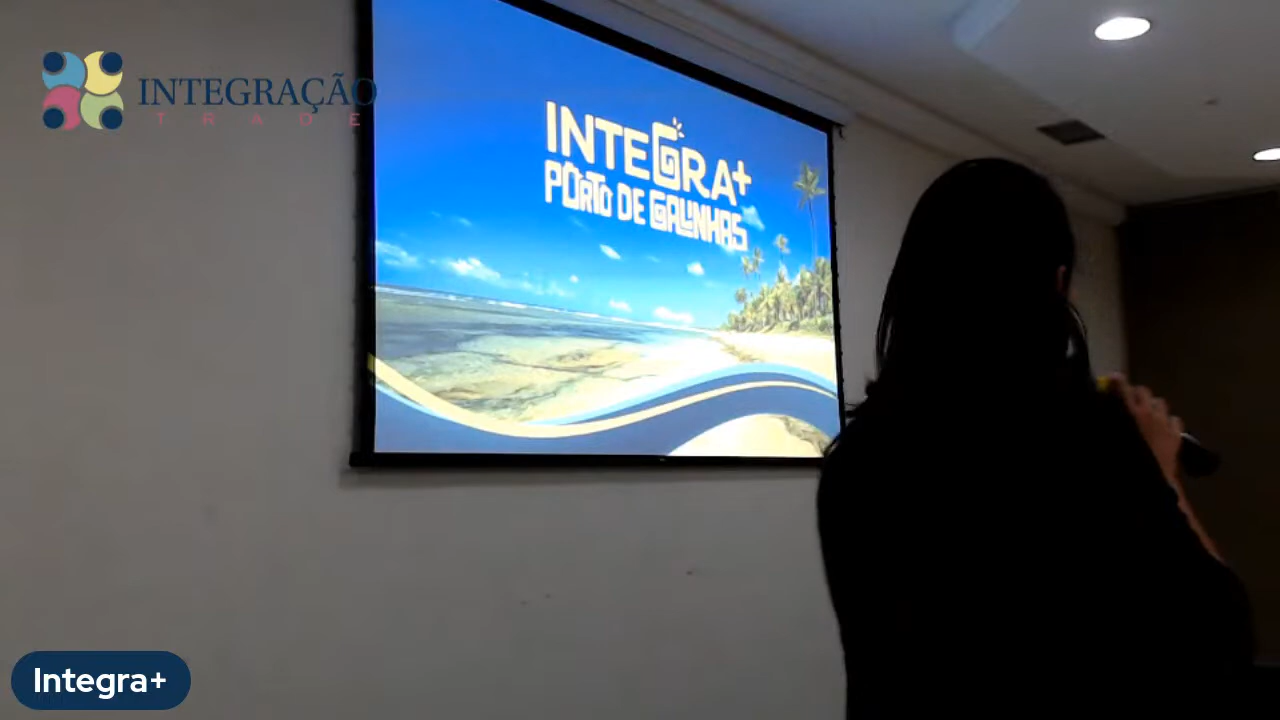 INTEGRAÇÃO
TRADE
INTEGRA+
PORTO DE GALINHAS
Integra+